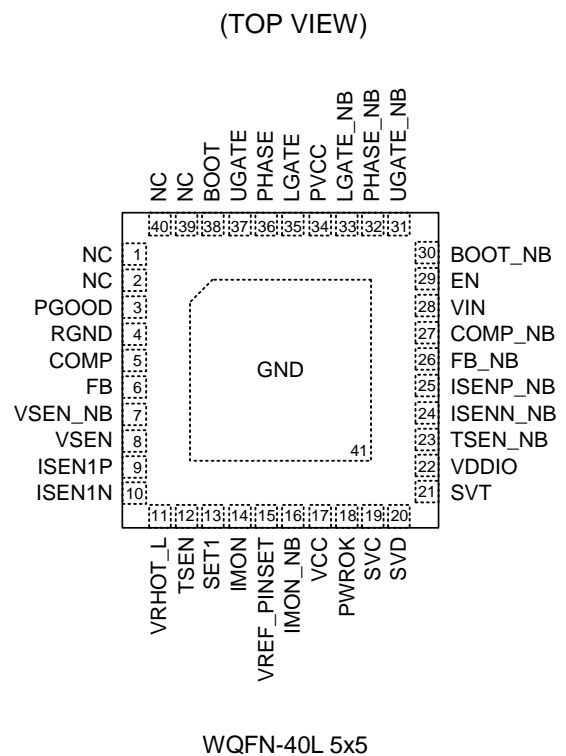 (TOP VIEW)
NC
NC
BOOT
UGATE
PHASE
LGATE
PVCC
LGATE_NB
PHASE_NB
UGATE_NB
40 39 38 37 36 35 34 33 32 31
NC 1
NC 2
PGOOD 3
RGND 4
COMP 5
FB 6
VSEN_NB 7
VSEN 8
ISEN1P 9
ISEN1N 10
GND
41
30 BOOT_NB
29 EN
28 VIN
27 COMP_NB
26 FB_NB
25 ISENP_NB
24 ISENN_NB
23 TSEN_NB
22 VDDIO
21 SVT
11 12 13 14 15 16 17 18 19 20
VRHOT_L
TSEN
SET1
IMON
VREF_PINSET
IMON_NB
VCC
PWROK
SVC
SVD
WQFN-40L 5x5